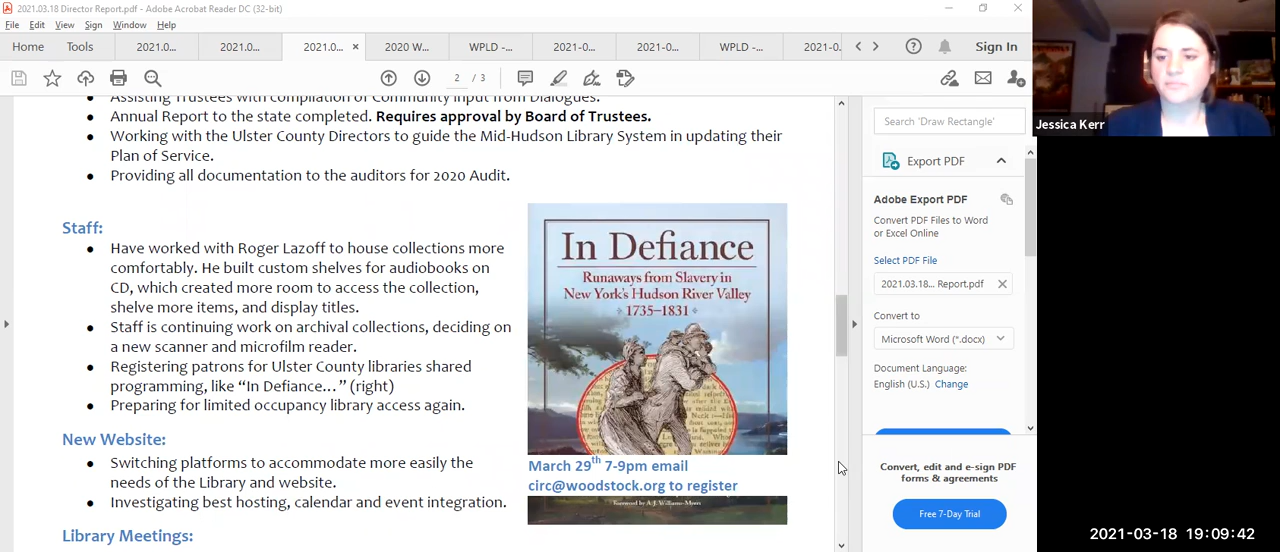 2021.03.18 Director Report.pdf - Adobe Acrobat Reader DC (32-bit)
File Edit View Sign Window Help
Home Tools 2021.0... 2021.0... 2021.0... × 2020 W... WPLD -... 2021-0... 2021-0... WPLD -... 2021-0. Sign In
2 / 3
Assisting Trustees with compilation of Community input from Dialogues.
Annual Report to the state completed. Requires approval by Board of Trustees.
Working with the Ulster County Directors to guide the Mid-Hudson Library System in updating their
Plan of Service.
Providing all documentation to the auditors for 2020 Audit.
Staff:
Have worked with Roger Lazoff to house collections more
comfortably. He built custom shelves for audiobooks on
CD, which created more room to access the collection,
shelve more items, and display titles.
Staff is continuing work on archival collections, deciding on
a new scanner and microfilm reader.
Registering patrons for Ulster County libraries shared
programming, like “In Defiance...” (right)
Preparing for limited occupancy library access again.
New Website:
Switching platforms to accommodate more easily the
needs of the Library and website.
Investigating best hosting, calendar and event integration.
Library Meetings:
In Defiance
Runaways from Slavery in
New York's Hudson River Valley
1735–1831
March 29th 7-9pm email
circ@woodstock.org to register
Foreword by A.J. Williams-Myers
Search 'Draw Rectangle'
Export PDF
Adobe Export PDF
Convert PDF Files to Word
or Excel Online
Select PDF File
2021.03.18... Report.pdf
Convert to
Microsoft Word (*.docx)
Document Language:
English (U.S.) Change
Convert, edit and e-sign PDF
forms & agreements
Free 7-Day Trial
Jessica Kerr
2021-03-18 19:09:42